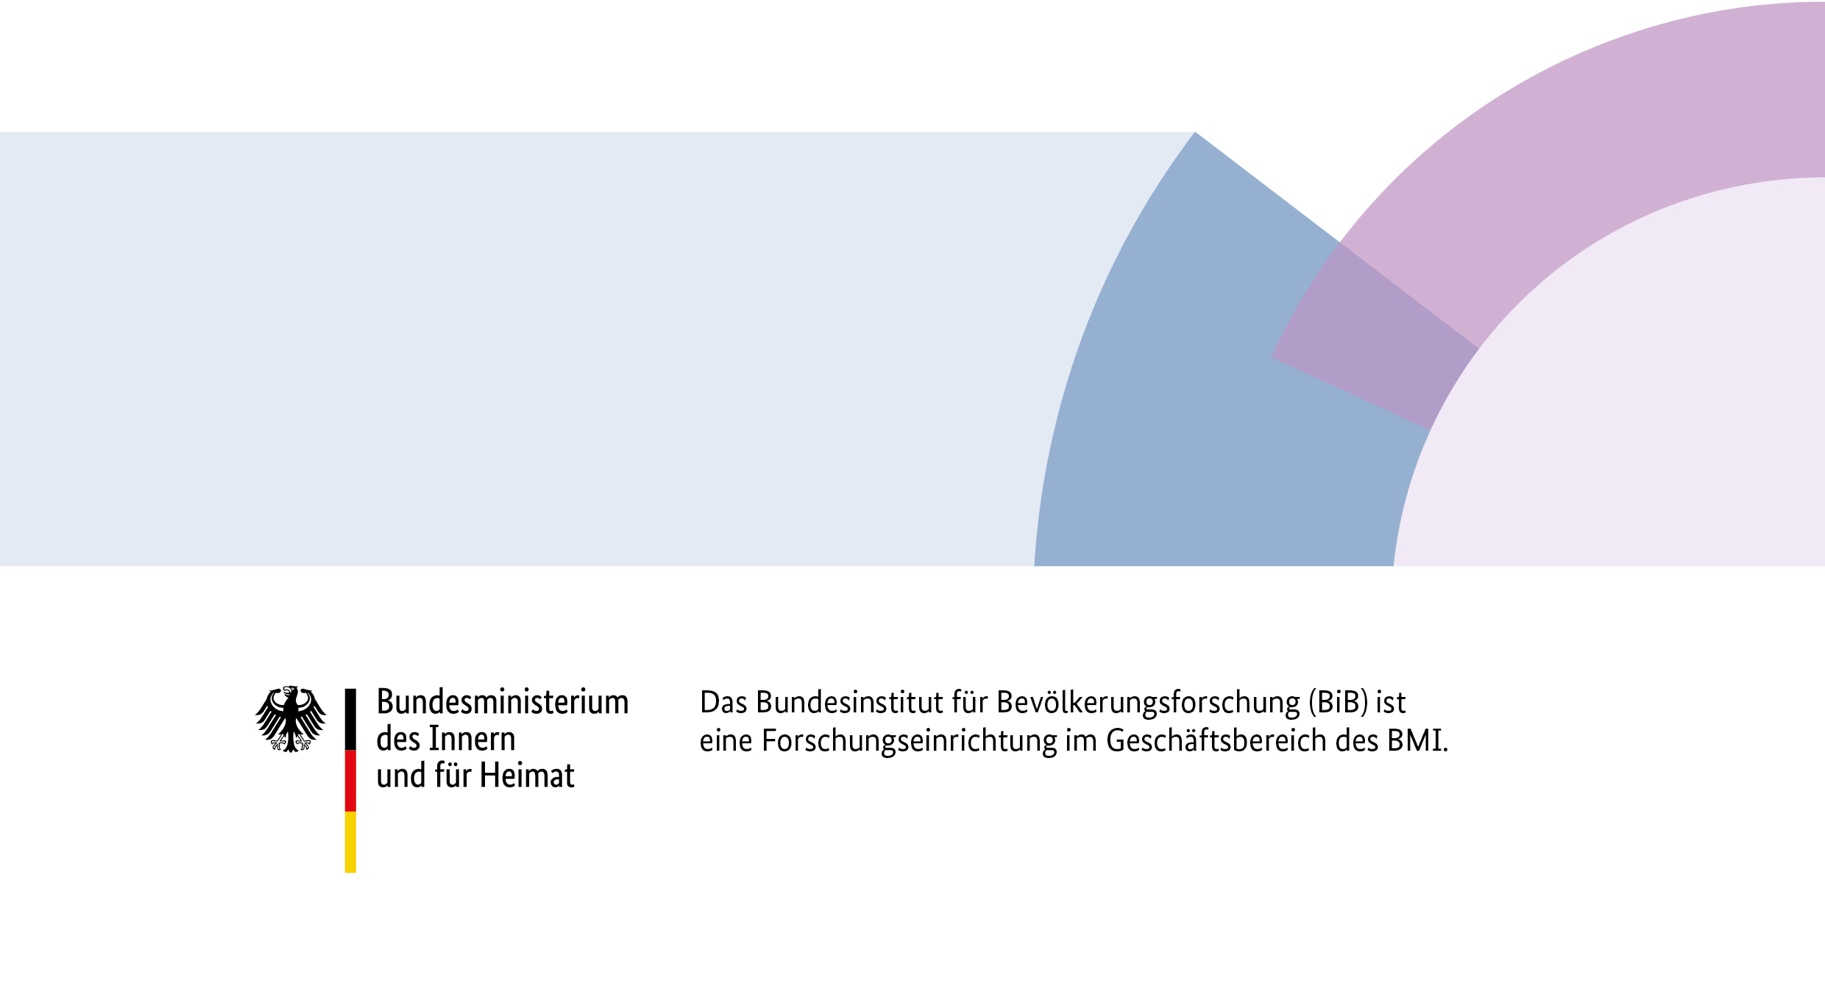 Bundesministerium
des Innern
und für Heimat
Das Bundesinstitut für Bevölkerungsforschung (BiB) ist
eine Forschungseinrichtung im Geschäftsbereich des BMI.